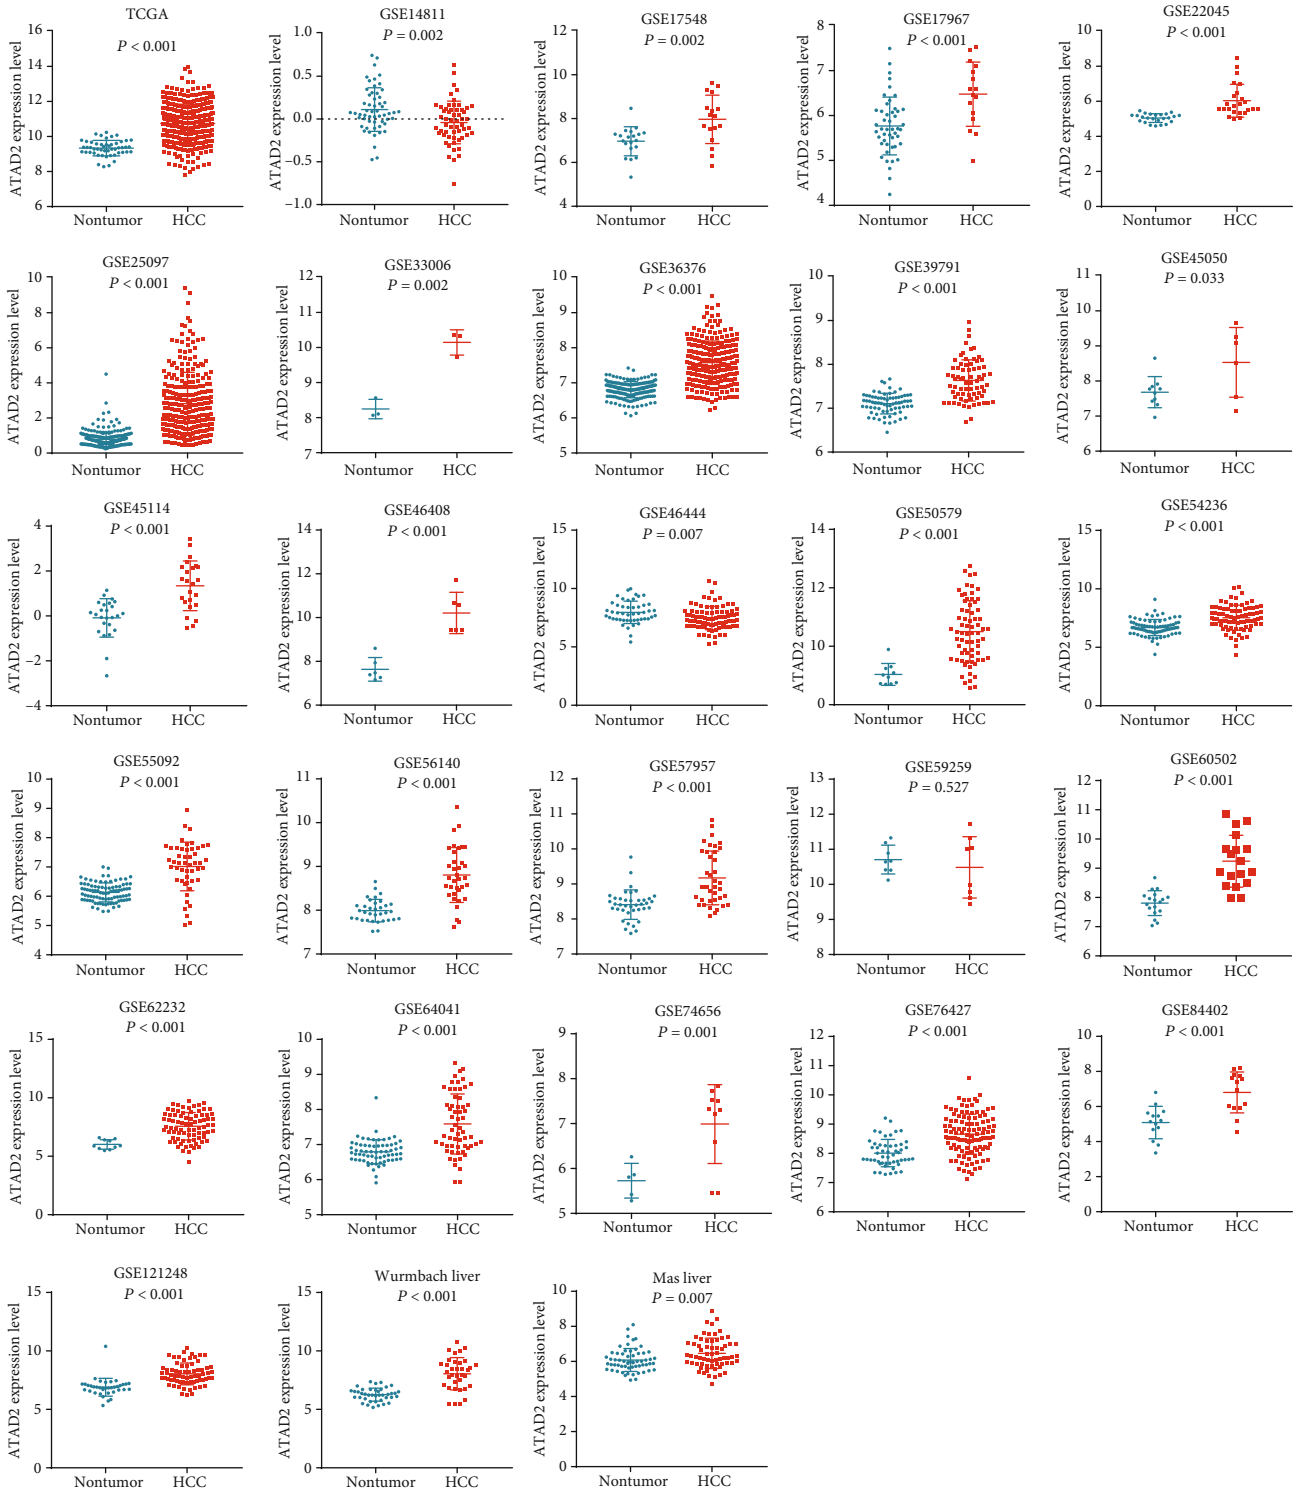 TCGA
P < 0.001
ATAD2 expression level
16
14
12
10
8
6
Nontumor HCC
GSE14811
P = 0.002
ATAD2 expression level
1.0
0.5
0.0
−0.5
−1.0
Nontumor HCC
GSE17548
P = 0.002
ATAD2 expression level
12
10
8
6
4
Nontumor HCC
GSE17967
P < 0.001
ATAD2 expression level
8
7
6
5
4
Nontumor HCC
GSE22045
P < 0.001
ATAD2 expression level
10
8
6
4
2
0
Nontumor HCC
GSE25097
P < 0.001
ATAD2 expression level
10
8
6
4
2
0
Nontumor HCC
GSE33006
P = 0.002
ATAD2 expression level
12
11
10
9
8
7
Nontumor HCC
GSE36376
P < 0.001
ATAD2 expression level
10
9
8
7
6
5
Nontumor HCC
GSE39791
P < 0.001
ATAD2 expression level
10
9
8
7
6
Nontumor HCC
GSE45050
P = 0.033
ATAD2 expression level
11
10
9
8
7
6
Nontumor HCC
GSE45114
P < 0.001
ATAD2 expression level
4
2
0
−2
−4
Nontumor HCC
GSE46408
P < 0.001
ATAD2 expression level
14
12
10
8
6
Nontumor HCC
GSE46444
P = 0.007
ATAD2 expression level
15
10
5
0
Nontumor HCC
GSE50579
P < 0.001
ATAD2 expression level
14
12
10
0
Nontumor HCC
GSE54236
P < 0.001
ATAD2 expression level
15
10
5
0
Nontumor HCC
GSE55092
P < 0.001
ATAD2 expression level
10
9
8
7
6
5
4
Nontumor HCC
GSE56140
P < 0.001
ATAD2 expression level
11
10
9
8
7
Nontumor HCC
GSE57957
P < 0.001
ATAD2 expression level
12
11
10
9
8
7
Nontumor HCC
GSE59259
P = 0.527
ATAD2 expression level
13
12
11
10
9
8
Nontumor HCC
GSE60502
P < 0.001
ATAD2 expression level
12
11
10
9
8
7
6
Nontumor HCC
GSE62232
P < 0.001
ATAD2 expression level
15
10
5
0
Nontumor HCC
GSE64041
P < 0.001
ATAD2 expression level
10
9
8
7
6
5
Nontumor HCC
GSE74656
P = 0.001
ATAD2 expression level
9
8
7
6
5
Nontumor HCC
GSE76427
P < 0.001
ATAD2 expression level
12
11
10
9
8
7
6
Nontumor HCC
GSE84402
P < 0.001
ATAD2 expression level
10
8
6
4
2
0
Nontumor HCC
GSE121248
P < 0.001
ATAD2 expression level
15
10
5
0
Nontumor HCC
Wurmbach liver
P < 0.001
ATAD2 expression level
15
10
5
0
Nontumor HCC
Mas liver
P = 0.007
ATAD2 expression level
10
8
6
4
2
0
Nontumor HCC